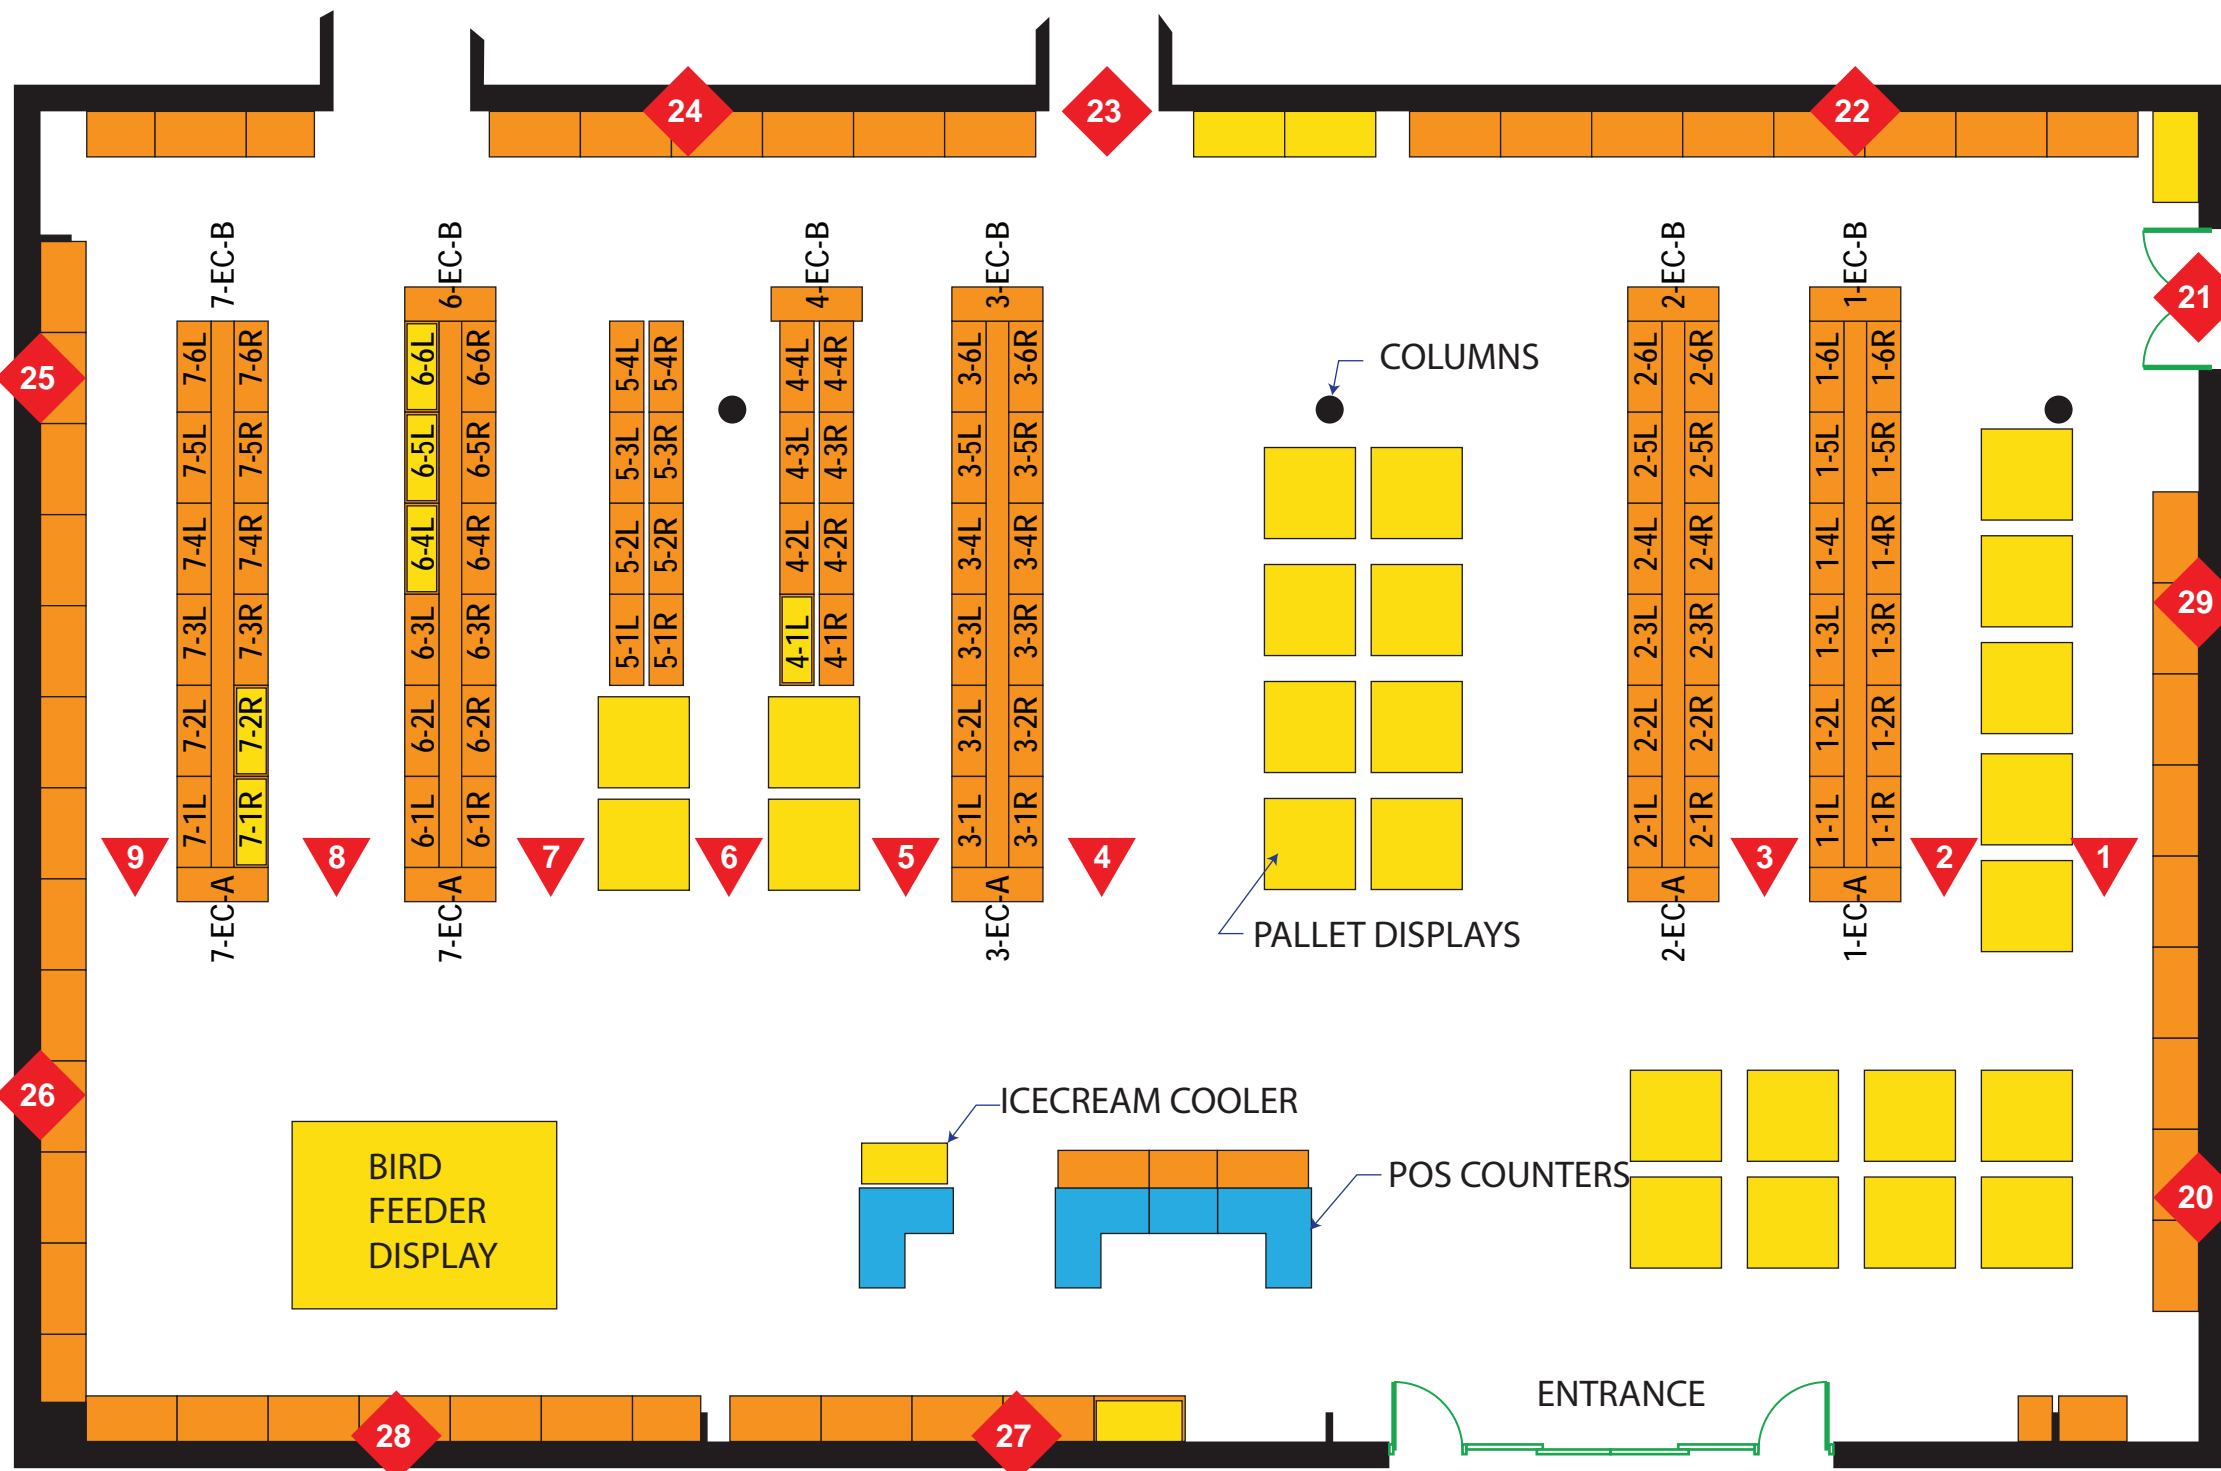 24
23
22
7-EC-B
6-EC-B
4-EC-B
3-EC-B
2-EC-B
1-EC-B
21
25
COLUMNS
7-6L
7-6R
7-5L
7-5R
7-4L
7-4R
7-3L
7-3R
7-2L
7-2R
7-1L
7-1R
6-6L
6-6R
6-5L
6-5R
6-4L
6-4R
6-3L
6-3R
6-2L
6-2R
6-1L
6-1R
5-4L
5-4R
5-3L
5-3R
5-2L
5-2R
5-1L
5-1R
4-4L
4-4R
4-3L
4-3R
4-2L
4-2R
4-1L
4-1R
3-6L
3-6R
3-5L
3-5R
3-4L
3-4R
3-3L
3-3R
3-2L
3-2R
3-1L
3-1R
2-6L
2-6R
2-5L
2-5R
2-4L
2-4R
2-3L
2-3R
2-2L
2-2R
2-1L
2-1R
1-6L
1-6R
1-5L
1-5R
1-4L
1-4R
1-3L
1-3R
1-2L
1-2R
1-1L
1-1R
29
9
8
7
6
5
4
3
2
1
7-EC-A
7-EC-A
3-EC-A
2-EC-A
1-EC-A
PALLET DISPLAYS
26
ICECREAM COOLER
BIRD
FEEDER
DISPLAY
POS COUNTERS
20
ENTRANCE
28
27